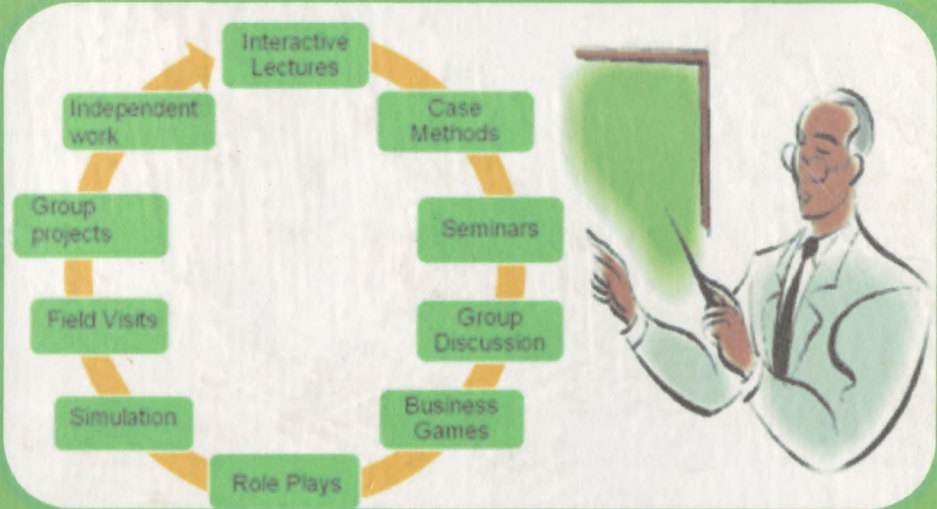 Interactive
Lectures
Case
Methods
Seminars
Group
Discussion
Business
Games
Role Plays
Simulation
Field Visits
Group
projects
Independent
work